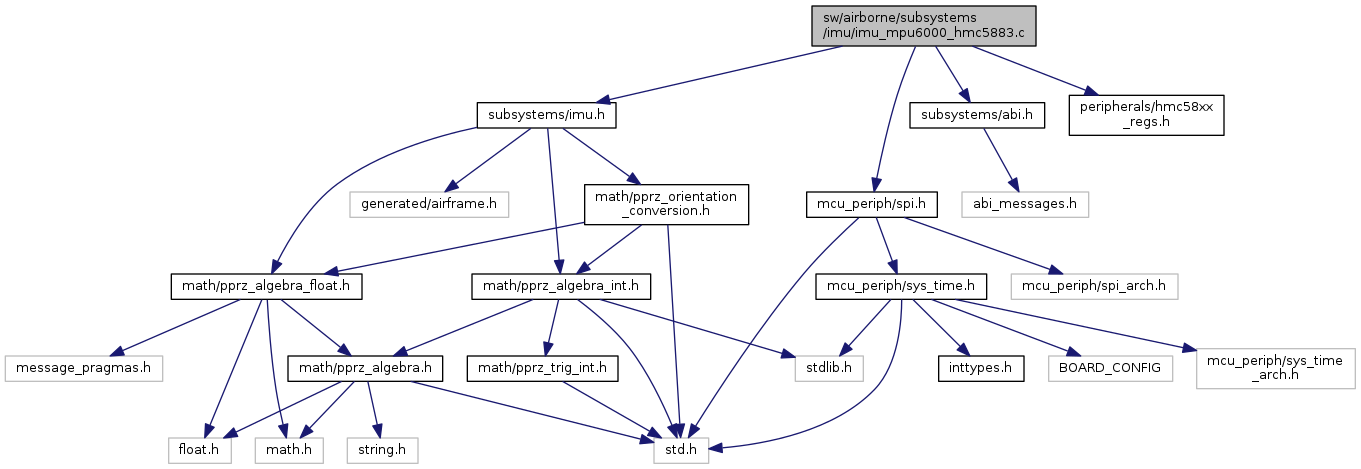 sw/airborne/subsystems
/imu/imu_mpu6000_hmc5883.c
subsystems/imu.h
subsystems/abi.h
peripherals/hmc58xx
_regs.h
generated/airframe.h
math/pprz_orientation
_conversion.h
mcu_periph/spi.h
abi_messages.h
math/pprz_algebra_float.h
math/pprz_algebra_int.h
mcu_periph/sys_time.h
mcu_periph/spi_arch.h
message_pragmas.h
math/pprz_algebra.h
math/pprz_trig_int.h
stdlib.h
inttypes.h
BOARD_CONFIG
mcu_periph/sys_time
_arch.h
float.h
math.h
string.h
std.h